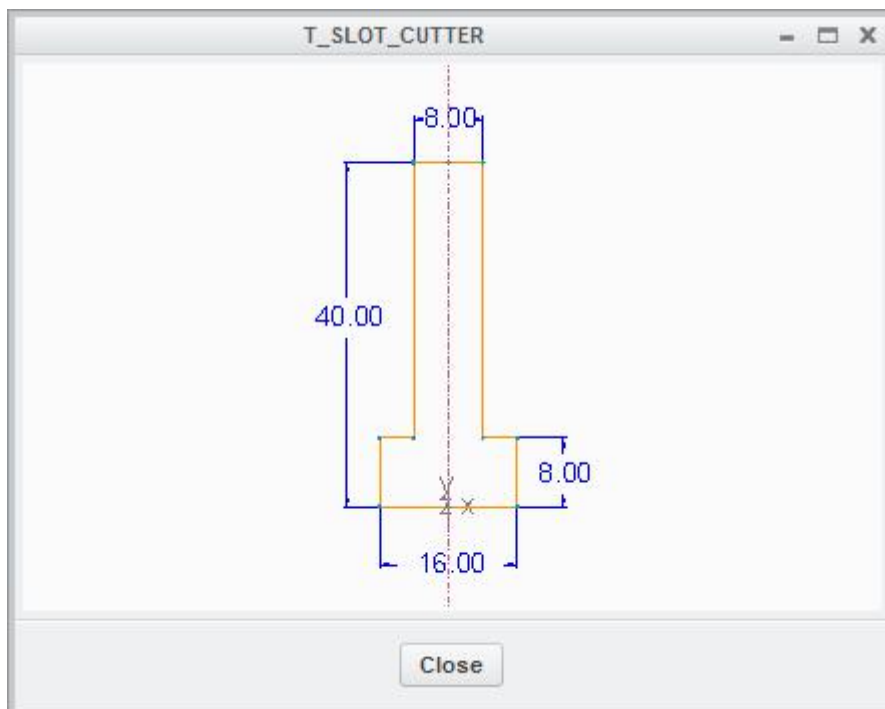 T_SLOT_CUTTER
8.00
40.00
8.00
Y
Z X
16.00
Close